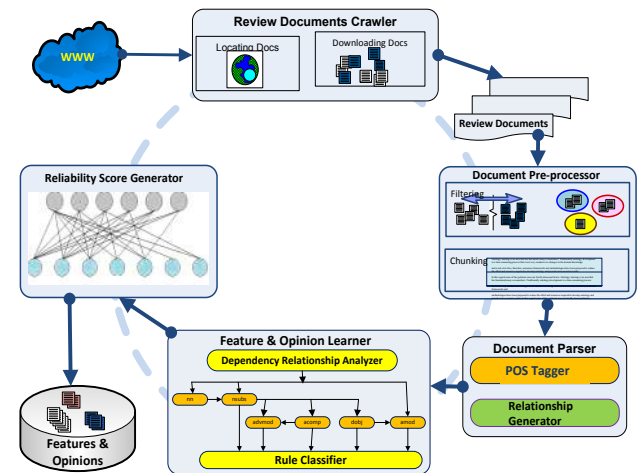 Review Documents Crawler
Locating Docs
Downloading Docs
WWW
Review Documents
Reliability Score Generator
Document Pre-processor
Filtering
Chunking
Feature & Opinion Learner
Dependency Relationship Analyzer
nn
nsubs
advmod
acomp
dobj
amod
Rule Classifier
Document Parser
POS Tagger
Relationship
Generator
Features &
Opinions